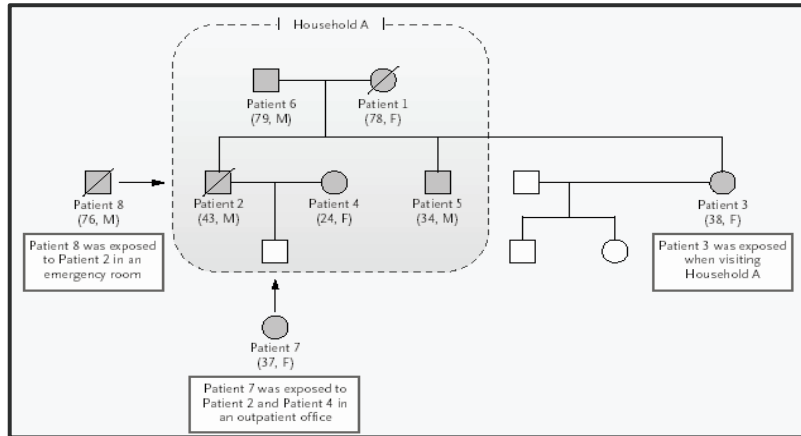 Household A
Patient 6
(79, M)
Patient 1
(78, F)
Patient 8
(76, M)
Patient 2
(43, M)
Patient 4
(24, F)
Patient 5
(34, M)
Patient 3
(38, F)
Patient 8 was exposed
to Patient 2 in an
emergency room
Patient 3 was exposed
when visiting
Household A
Patient 7
(37, F)
Patient 7 was exposed to
Patient 2 and Patient 4 in
an outpatient office